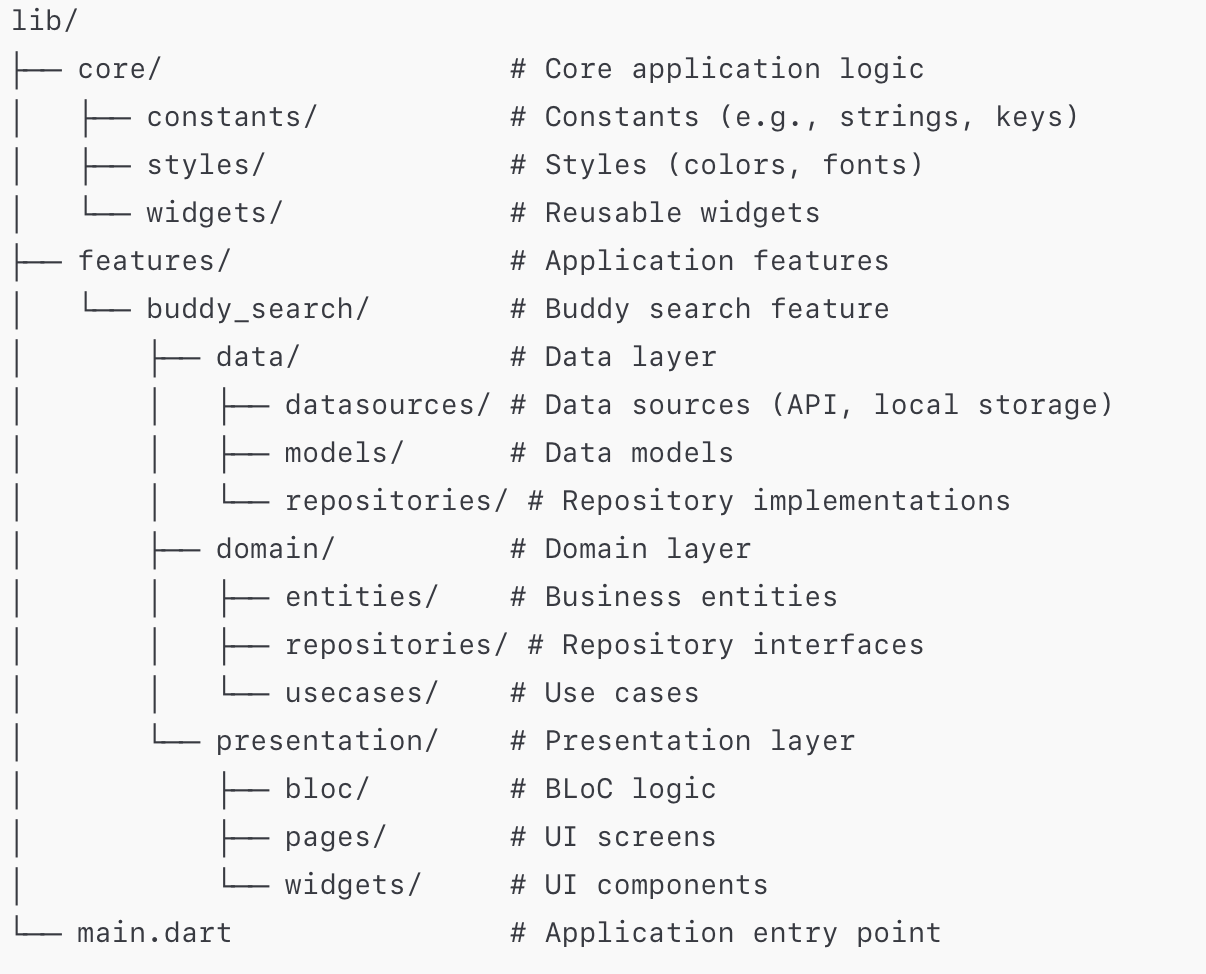 lib/
├── core/                    # Core application logic
│   ├── constants/           # Constants (e.g., strings, keys)
│   ├── styles/              # Styles (colors, fonts)
│   └── widgets/             # Reusable widgets
├── features/                # Application features
│   └── buddy_search/        # Buddy search feature
│       ├── data/            # Data layer
│       │   ├── datasources/ # Data sources (API, local storage)
│       │   ├── models/      # Data models
│       │   └── repositories/ # Repository implementations
│       ├── domain/          # Domain layer
│       │   ├── entities/    # Business entities
│       │   ├── repositories/ # Repository interfaces
│       │   └── usecases/    # Use cases
│       └── presentation/    # Presentation layer
│           ├── bloc/        # BLoC logic
│           ├── pages/       # UI screens
│           └── widgets/     # UI components
└── main.dart                # Application entry point